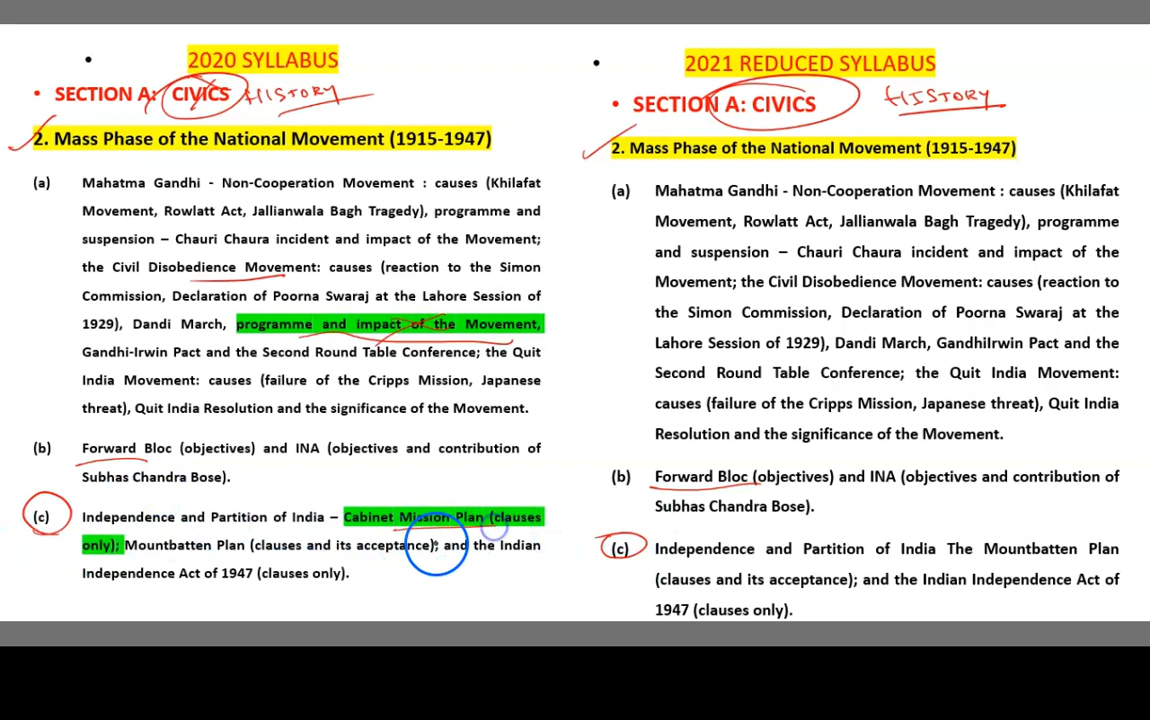 2020 SYLLABUS
• SECTION A: CIVICS HISTORY
2. Mass Phase of the National Movement (1915-1947)
(a) Mahatma Gandhi - Non-Cooperation Movement : causes (Khilafat
Movement, Rowlatt Act, Jallianwala Bagh Tragedy), programme and
suspension – Chauri Chaura incident and impact of the Movement;
the Civil Disobedience Movement: causes (reaction to the Simon
Commission, Declaration of Poorna Swaraj at the Lahore Session of
1929), Dandi March, programme and impact of the Movement,
Gandhi-Irwin Pact and the Second Round Table Conference; the Quit
India Movement: causes (failure of the Cripps Mission, Japanese
threat), Quit India Resolution and the significance of the Movement.
(b) Forward Bloc (objectives) and INA (objectives and contribution of
Subhas Chandra Bose).
(c) Independence and Partition of India – Cabinet Mission Plan (clauses
only); Mountbatten Plan (clauses and its acceptance); and the Indian
Independence Act of 1947 (clauses only).
2021 REDUCED SYLLABUS
• SECTION A: CIVICS HISTORY
2. Mass Phase of the National Movement (1915-1947)
(a) Mahatma Gandhi - Non-Cooperation Movement : causes (Khilafat
Movement, Rowlatt Act, Jallianwala Bagh Tragedy), programme
and suspension – Chauri Chaura incident and impact of the
Movement; the Civil Disobedience Movement: causes (reaction to
the Simon Commission, Declaration of Poorna Swaraj at the
Lahore Session of 1929), Dandi March, GandhiIrwin Pact and the
Second Round Table Conference; the Quit India Movement:
causes (failure of the Cripps Mission, Japanese threat), Quit India
Resolution and the significance of the Movement.
(b) Forward Bloc (objectives) and INA (objectives and contribution of
Subhas Chandra Bose).
(c) Independence and Partition of India The Mountbatten Plan
(clauses and its acceptance); and the Indian Independence Act of
1947 (clauses only).